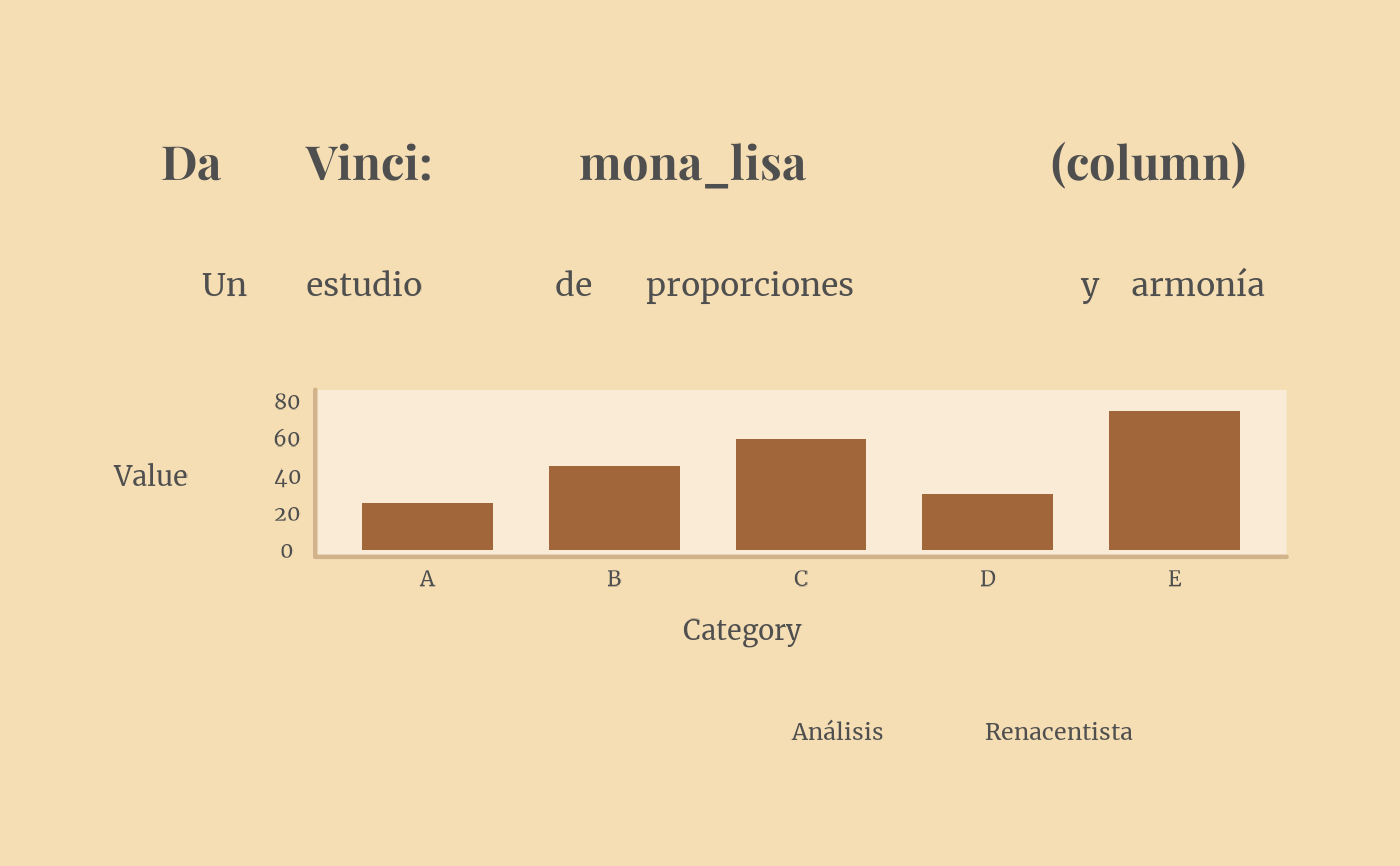 Da Vinci: mona_lisa (column)
Un estudio de proporciones y armonía
80
60
40
20
0
Value
A B C D E
Category
Análisis Renacentista